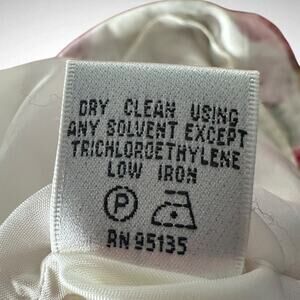 DRY CLEAN USING
ANY SOLVENT EXCEPT
TRICHLOROETHYLENE
LOW IRON
P
RN 95135